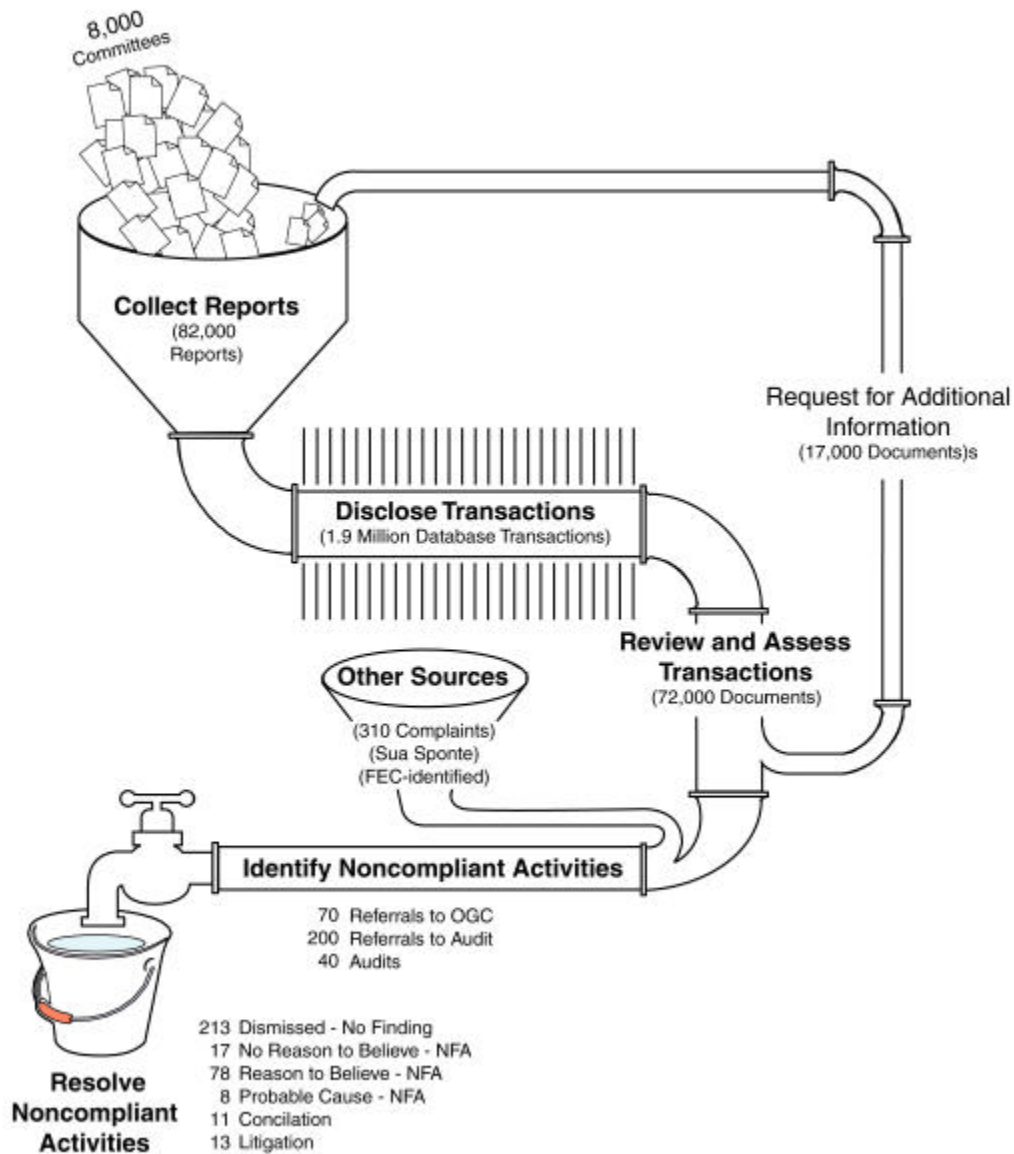 8,000
Committees
Collect Reports
(82,000
Reports)
Request for Additional
Information
(17,000 Documents)s
Disclose Transactions
(1.9 Million Database Transactions)
Review and Assess
Transactions
(72,000 Documents)
Other Sources
(310 Complaints)
(Sua Sponte)
(FEC-identified)
Identify Noncompliant Activities
70 Referrals to OGC
200 Referrals to Audit
40 Audits
213 Dismissed - No Finding
17 No Reason to Believe - NFA
78 Reason to Believe - NFA
8 Probable Cause - NFA
11 Concilation
13 Litigation
Resolve
Noncompliant
Activities